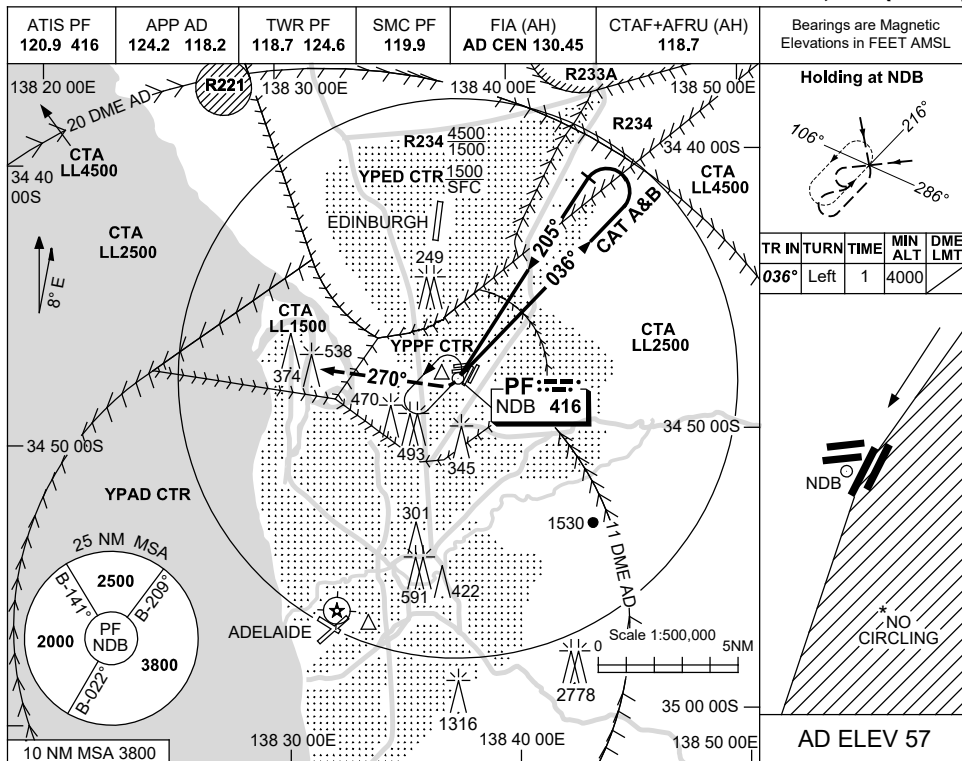 ATIS PF
120.9 416
APP AD
124.2 118.2
TWR PF
118.7 124.6
SMC PF
119.9
FIA (AH)
AD CEN 130.45
CTAF+AFRU (AH)
118.7
Bearings are Magnetic
Elevations in FEET AMSL
138 20 00E
R221
138 30 00E
138 40 00E
R233A
138 50 00E
20 DME AD
CTA
LL4500
34 40
00S
R234 4500
1500
YPED CTR 1500
SFC
R234
34 40 00S
CTA
LL4500
CTA
LL2500
EDINBURGH
249
205°
036°
CAT A&B
8° E
CTA
LL1500
538
374
YPPF CTR
CTA
LL2500
270°
470
PF
NDB 416
493
345
34 50 00S
34 50 00S
YPAD CTR
301
1530
11 DME AD
591
422
25 NM MSA
2500
B-141°
B-209°
2000
PF
NDB
3800
B-022°
ADELAIDE
Scale 1:500,000
0
5NM
2778
1316
35 00 00S
138 30 00E
138 40 00E
138 50 00E
10 NM MSA 3800
Holding at NDB
106°
216°
286°
TR IN TURN TIME MIN ALT DME LMT
036° Left 1 4000
NDB
*NO
CIRCLING
AD ELEV 57